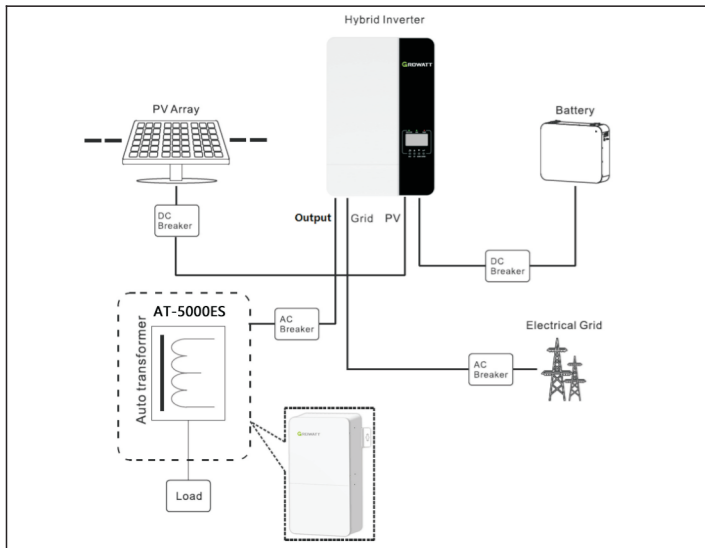 Hybrid Inverter
GROWATT
PV Array
Battery
Output
Grid
PV
DC
Breaker
DC
Breaker
AT-5000ES
Auto transformer
AC
Breaker
Electrical Grid
AC
Breaker
GROWATT
Load